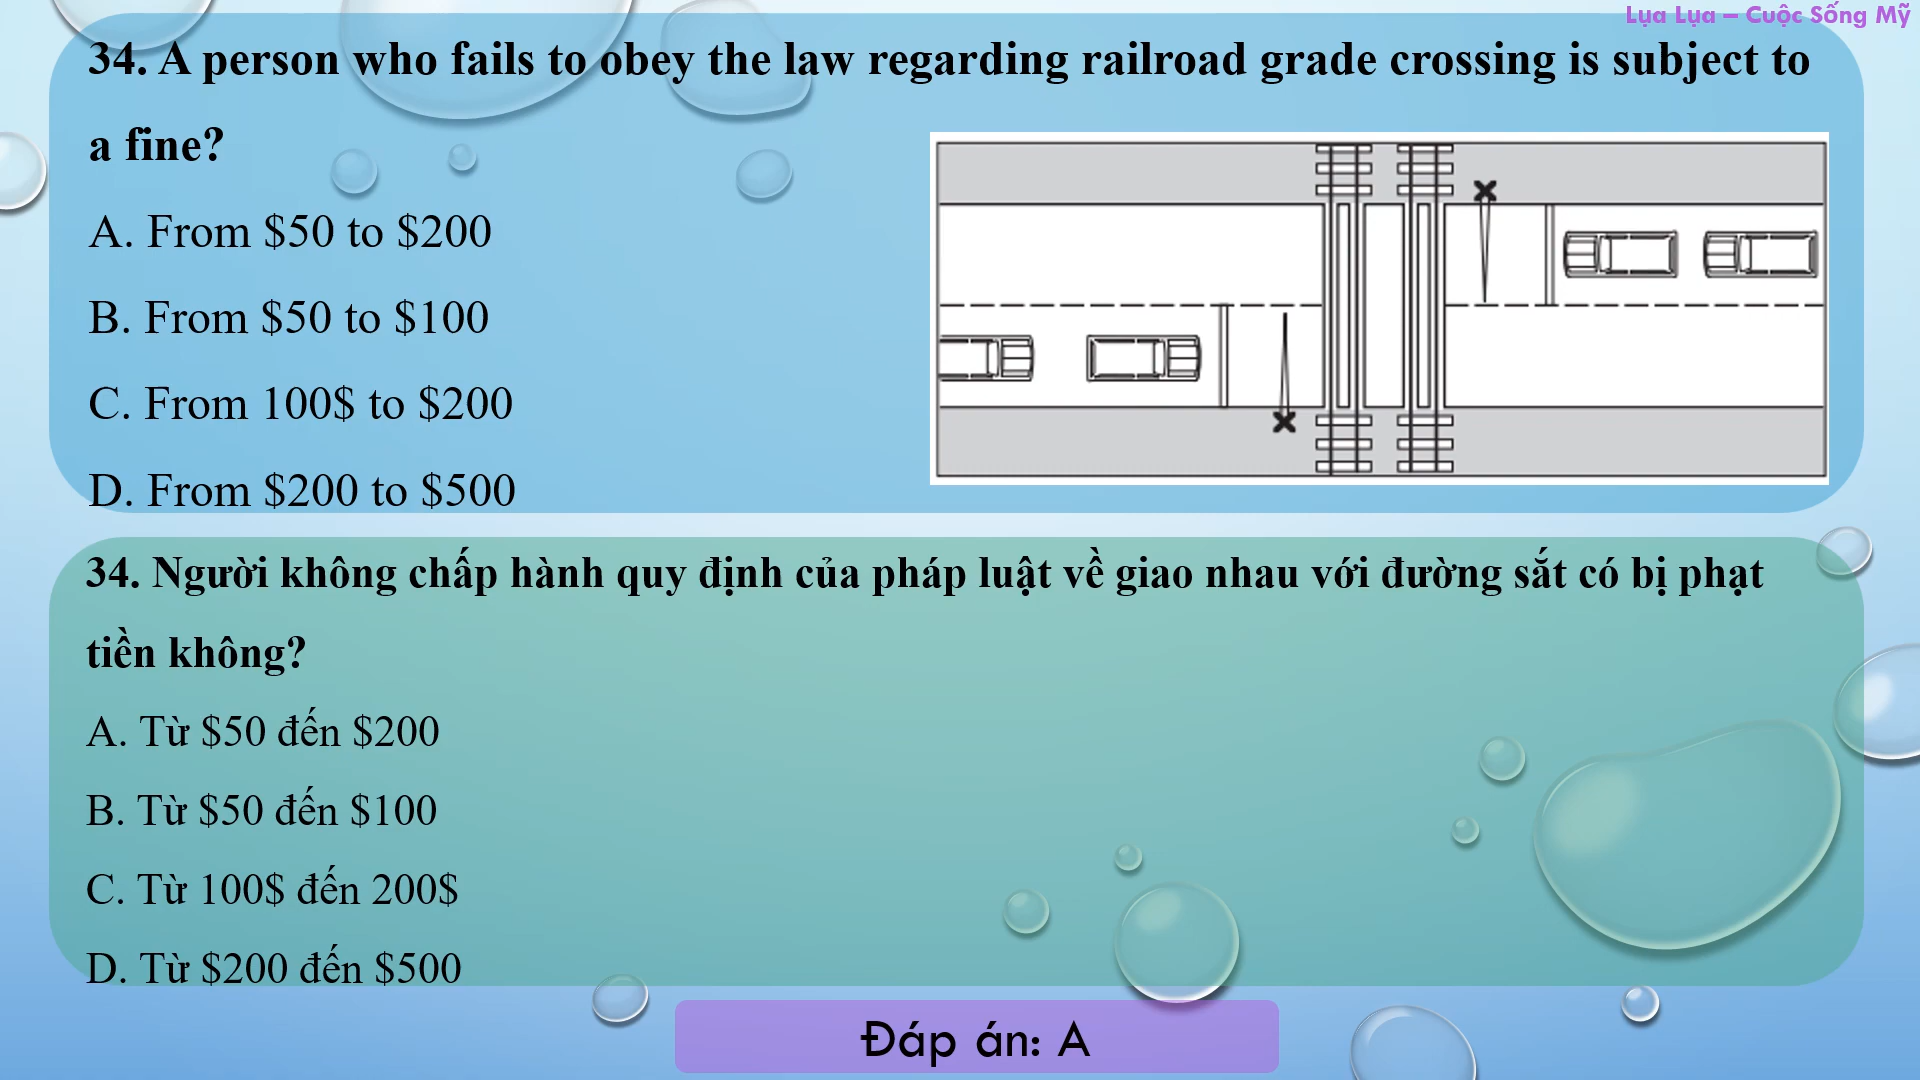 Lụa Lụa – Cuộc Sống Mỹ
34. A person who fails to obey the law regarding railroad grade crossing is subject to
a fine?
A. From $50 to $200
B. From $50 to $100
C. From 100$ to $200
D. From $200 to $500
34. Người không chấp hành quy định của pháp luật về giao nhau với đường sắt có bị phạt
tiền không?
A. Từ $50 đến $200
B. Từ $50 đến $100
C. Từ 100$ đến 200$
D. Từ $200 đến $500
Đáp án: A